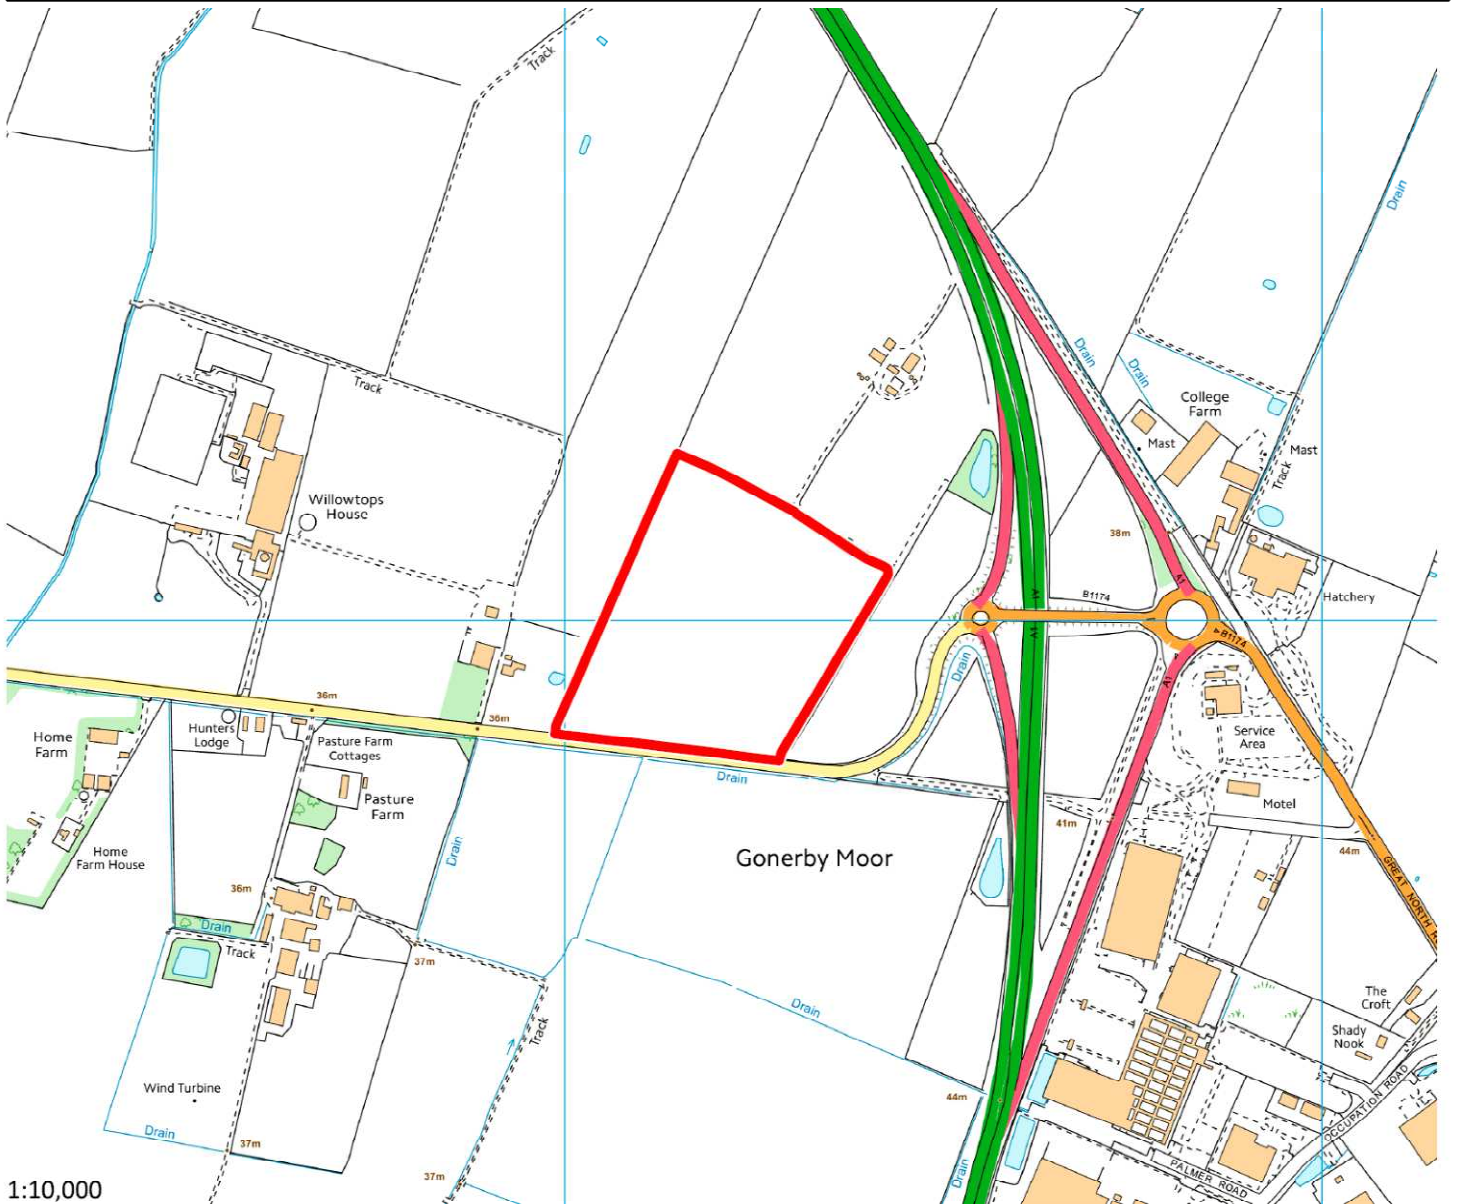 Track
Drain
Drain
Drain
Track
College
Farm
Mast
Mast
Track
Willowtops
House
38m
A1
B1174
A1
A1
Hatchery
B1174
Drain
A1
36m
36m
Home
Farm
Hunters
Lodge
Pasture Farm
Cottages
Service
Area
Drain
Pasture
Farm
Motel
41m
Home
Farm House
Drain
Gonerby Moor
44m
36m
GREAT NORTH R
Drain
Track
37m
The
Croft
Drain
Track
Shady
Nook
Wind Turbine
44m
OCCUPATION ROAD
Drain
37m
37m
Drain
PALMER ROAD
1:10,000